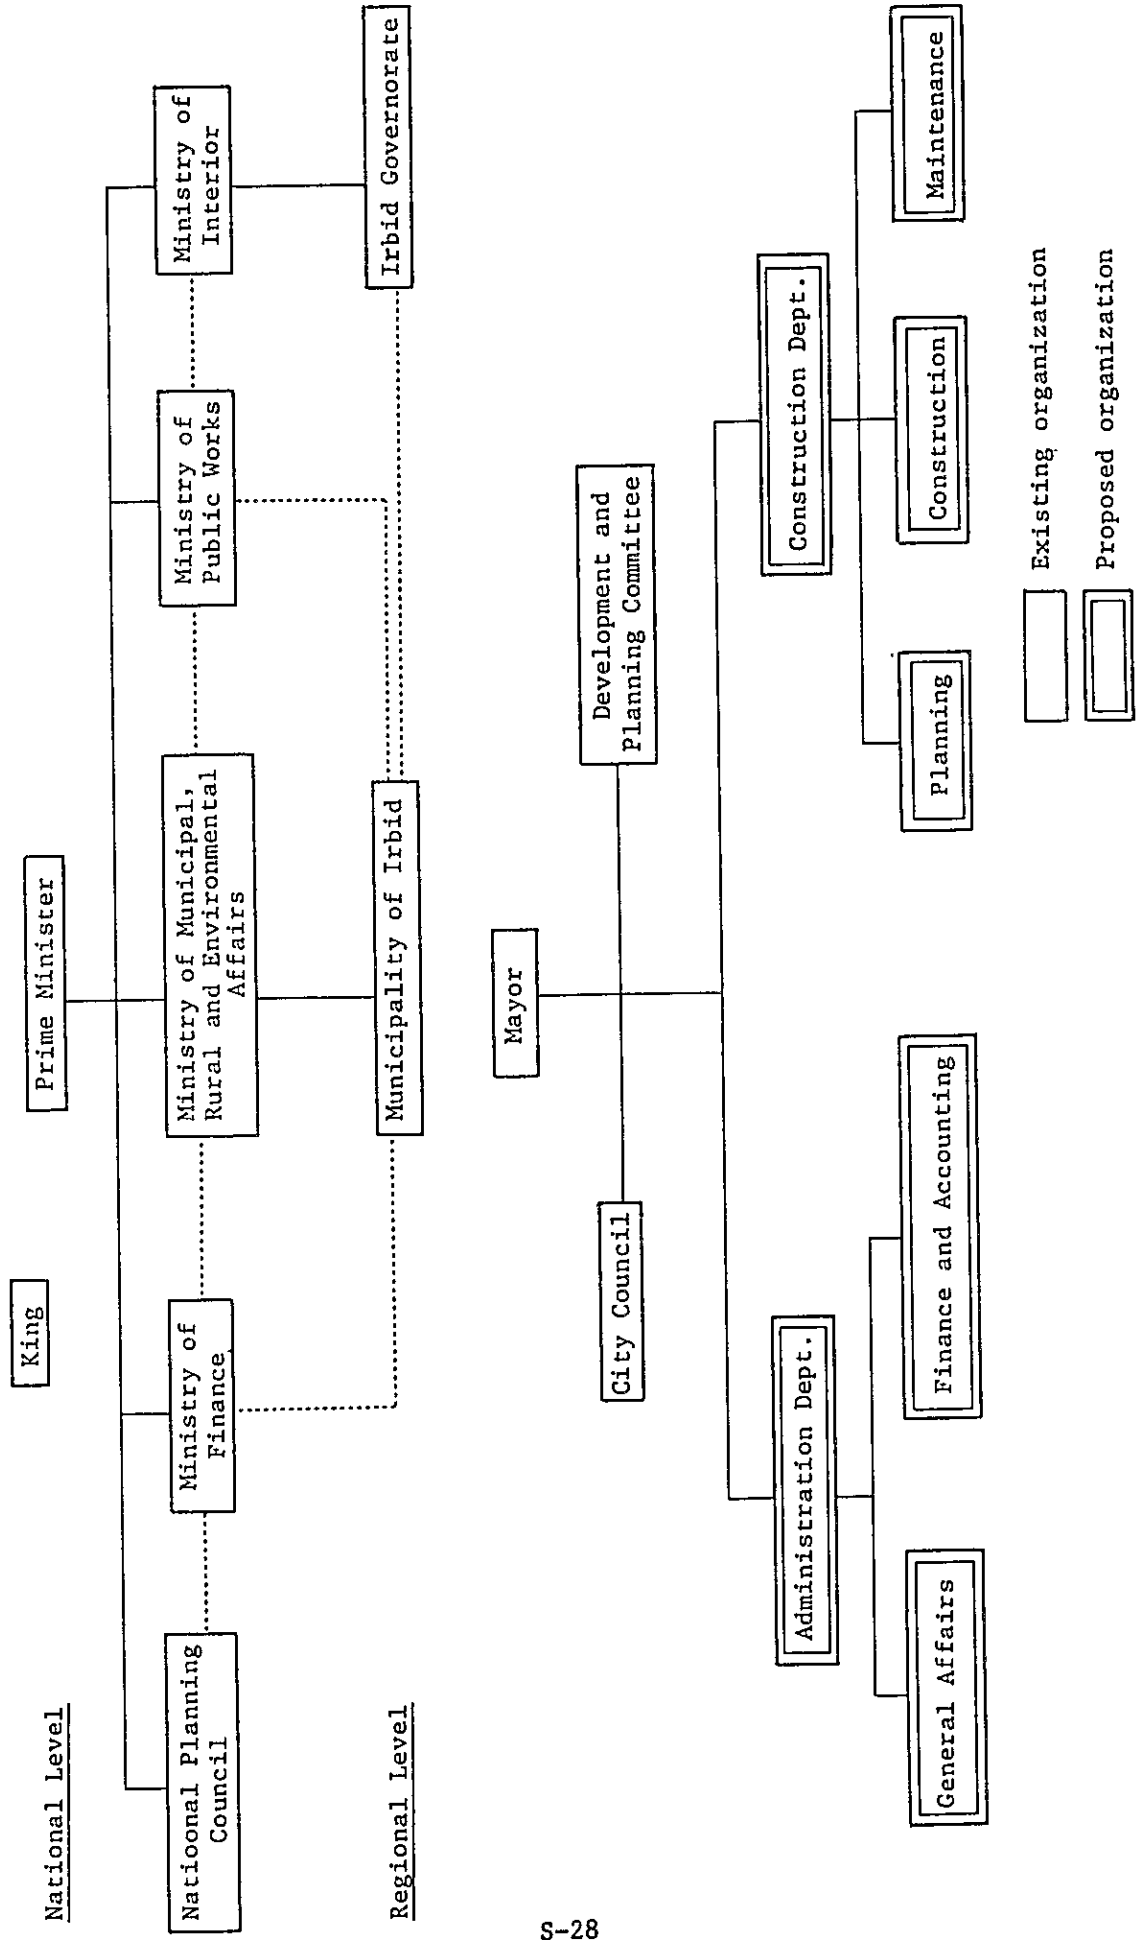 King
Prime Minister
National Level
Natioonal Planning
Council
Ministry of
Finance
Ministry of Municipal,
Rural and Environmental
Affairs
Ministry of
Public Works
Ministry of
Interior
Regional Level
Municipality of Irbid
Irbid Governorate
Mayor
City Council
Development and
Planning Committee
Administration Dept.
Construction Dept.
General Affairs
Finance and Accounting
Planning
Construction
Maintenance
Existing organization
Proposed organization
S-28